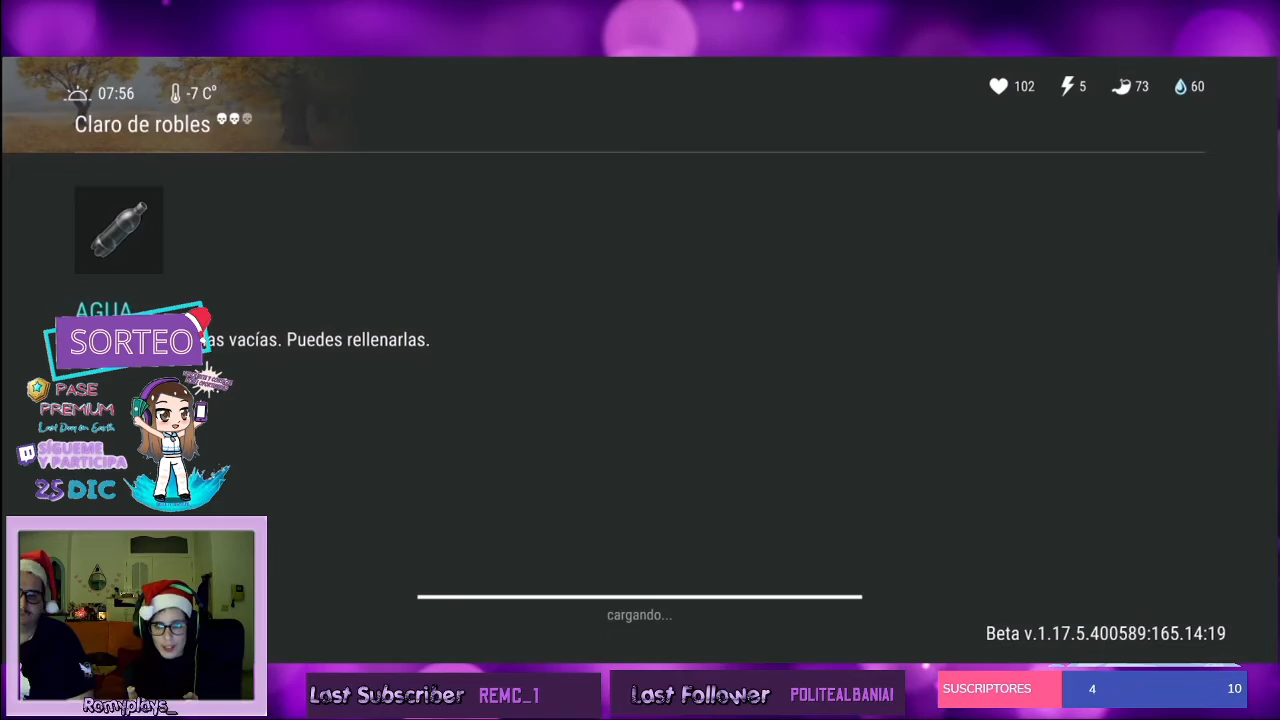 07:56 -7 C°
102 5 73 60
Claro de robles
AGUA
as vacías. Puedes rellenarlas.
SORTEO
PASE
PREMIUM
Last Day on Earth
SÍGUEME
Y PARTICIPA
25 DIC
cargando...
Beta v.1.17.5.400589:165.14:19
Romyplays_
Last Subscriber REMC_1
Last Follower POLITEALBANIAI
SUSCRIPTORES 4 10